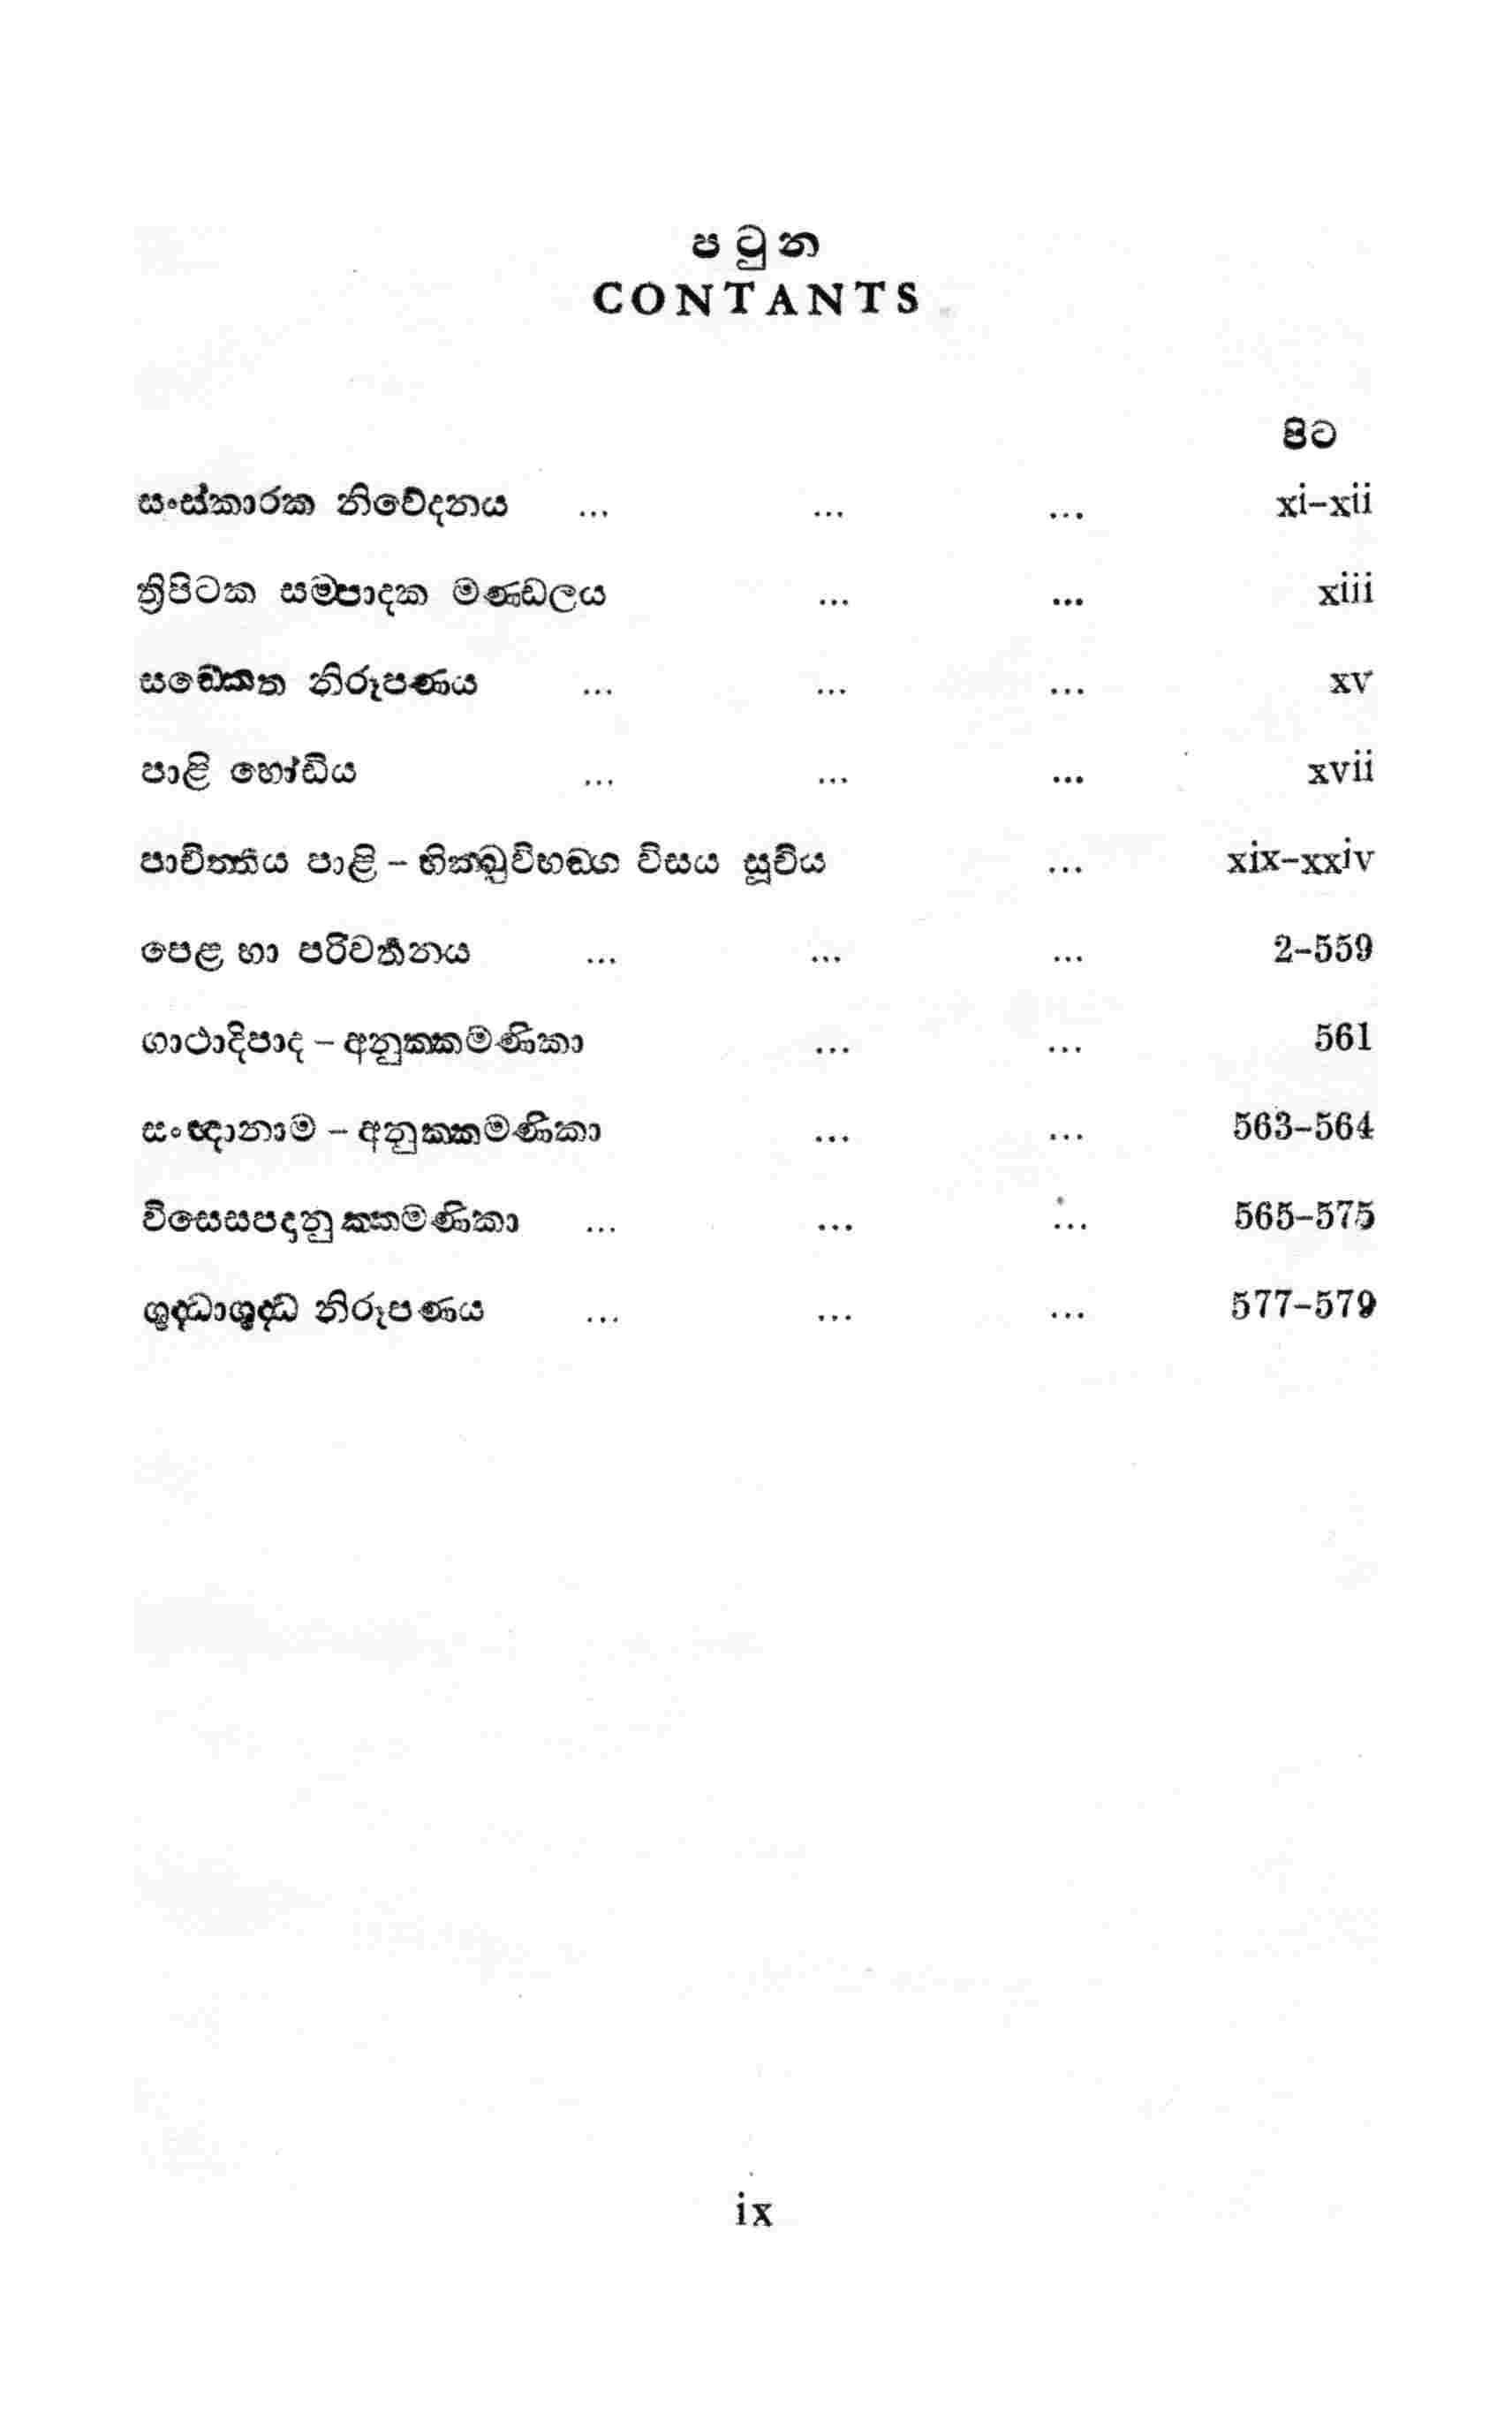 පටුන
CONTANTS
පිට
සංස්කාරක නිවේදනය ... ... ... xi–xii
ත්‍රිපිටක සම්පාදක මණ්ඩලය ... ... xiii
සඞ්කෙත නිරූපණය ... ... ... xv
පාළි හෝඩිය ... ... ... xvii
පාචිත්තිය පාළි – භික්ඛුවිභඞ්ග විසය සූචිය ... xix–xxiv
පෙළ හා පරිවර්‍තනය ... ... ... 2–559
ගාථාදිපාද – අනුක්කමණිකා ... ... 561
සංඥානාම – අනුක්කමණිකා ... ... 563–564
විසෙසපදානුක්කමණිකා ... ... ... 565–575
ශුද්ධාශුද්ධ නිරූපණය ... ... ... 577–579
ix